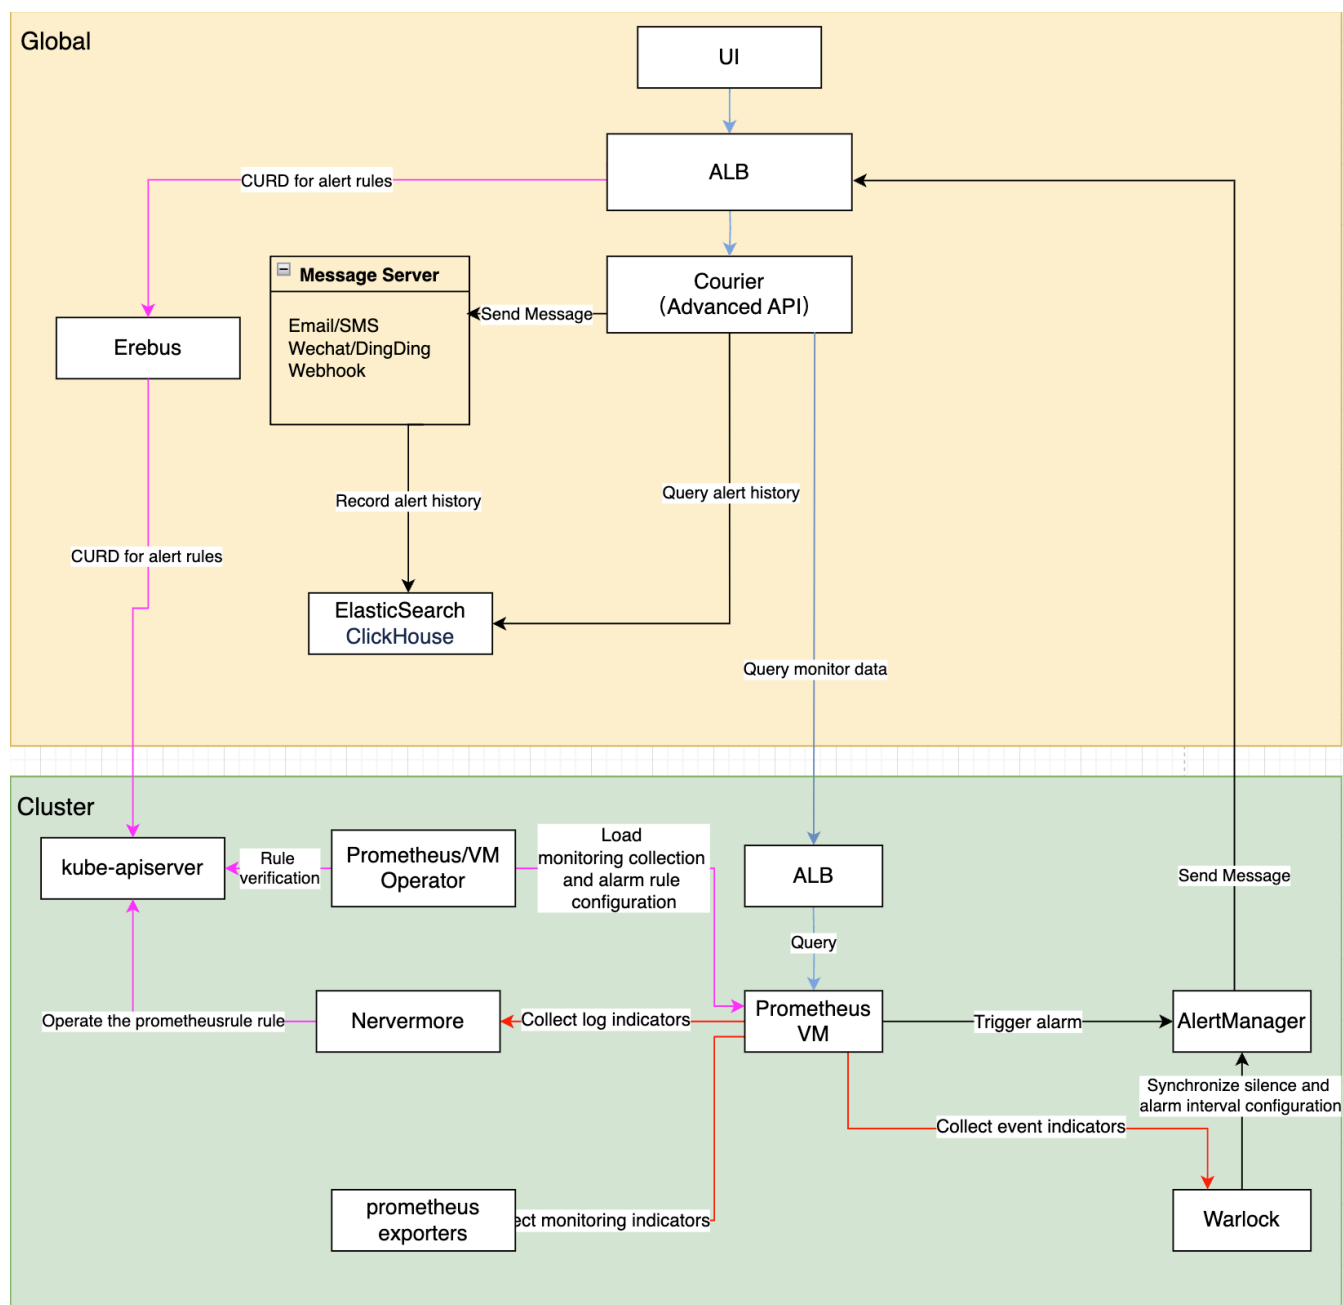 Global
UI
ALB
CURD for alert rules
Message Server
Email/SMS
Wechat/DingDing
Webhook
Send Message
Courier
(Advanced API)
Erebus
Record alert history
Query alert history
CURD for alert rules
ElasticSearch
ClickHouse
Query monitor data
Cluster
kube-apiserver
Rule
verification
Prometheus/VM
Operator
Load
monitoring collection
and alarm rule
configuration
ALB
Send Message
Query
Operate the prometheusrule rule
Nervermore
Collect log indicators
Prometheus
VM
Trigger alarm
AlertManager
Synchronize silence and
alarm interval configuration
Collect event indicators
prometheus
exporters
ect monitoring indicators
Warlock